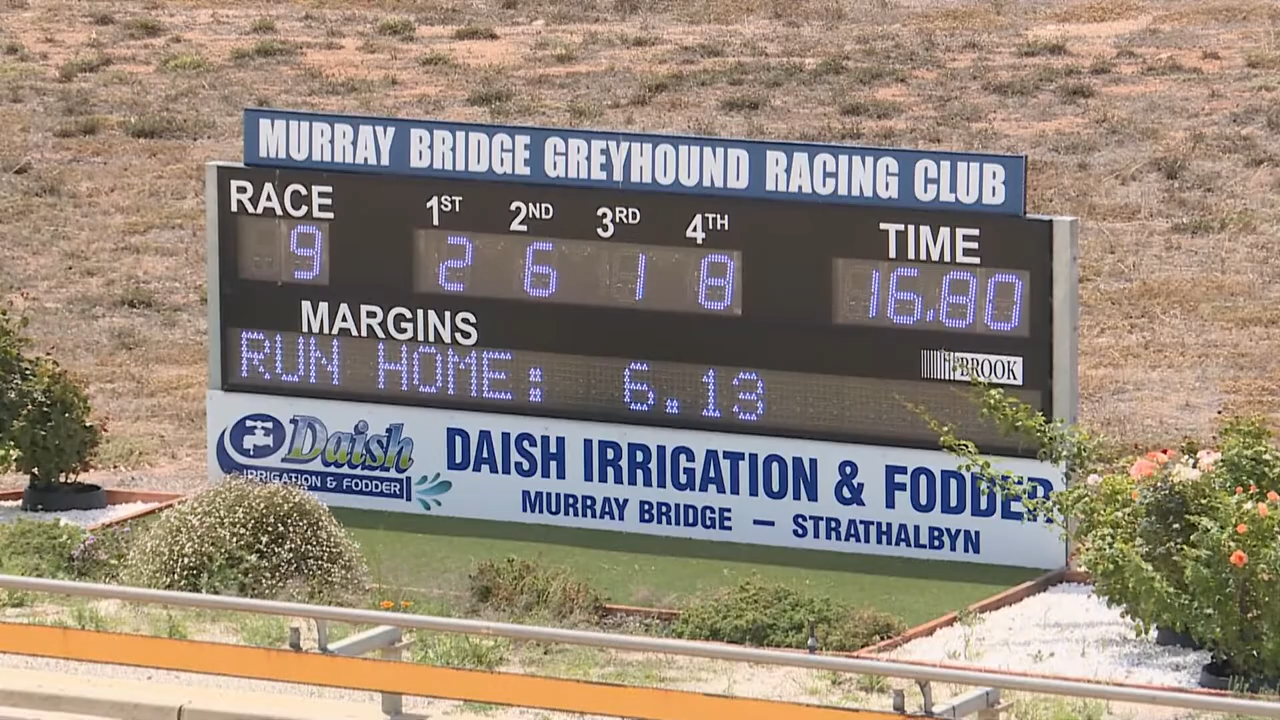 MURRAY BRIDGE GREYHOUND RACING CLUB
RACE 1ST 2ND 3RD 4TH TIME
9 2 6 1 8 16.80
MARGINS
BROOK
RUN HOME: 6.13
Daish
IRRIGATION & FODDER
DAISH IRRIGATION & FODDER
MURRAY BRIDGE – STRATHALBYN